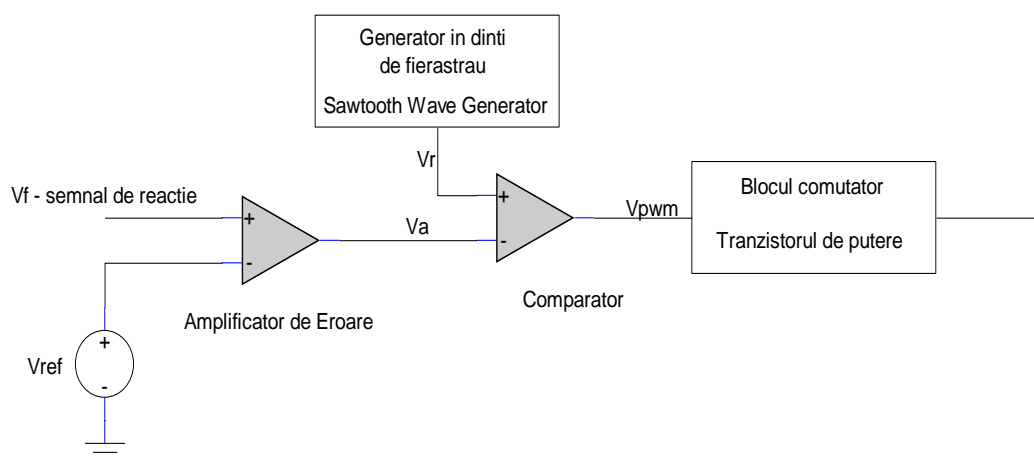 Generator in dinti
de fierastrau
Sawtooth Wave Generator
Vr
Vf - semnal de reactie
+
-
Va
+
-
Vpwm
Blocul comutator
Tranzistorul de putere
Comparator
Amplificator de Eroare
Vref
+
-